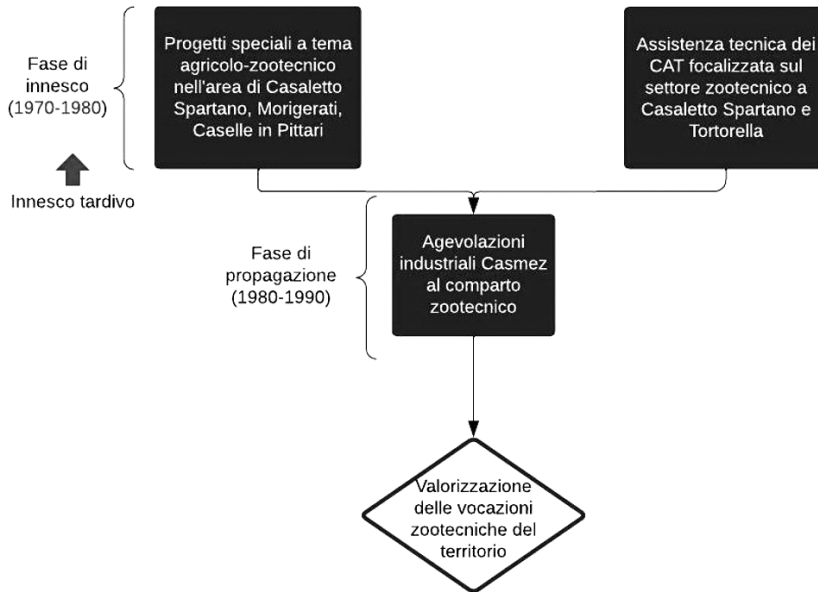 Fase di
innesco
(1970-1980)
Innesco tardivo
Progetti speciali a tema
agricolo-zootecnico
nell'area di Casaletto
Spartano, Morigerati,
Caselle in Pittari
Assistenza tecnica dei
CAT focalizzata sul
settore zootecnico a
Casaletto Spartano e
Tortorella
Fase di
propagazione
(1980-1990)
Agevolazioni
industriali Casmez
al comparto
zootecnico
Valorizzazione
delle vocazioni
zootecniche del
territorio